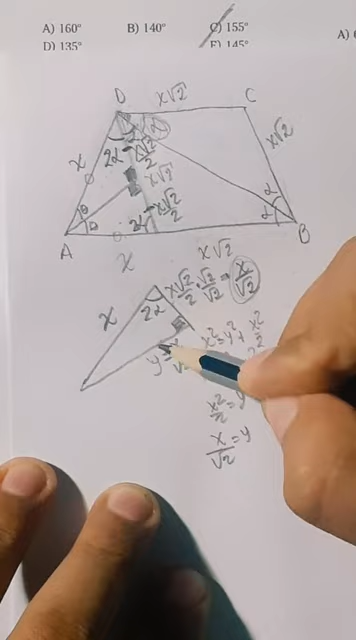 A) 160° B) 140° C) 155° A)
D) 135° E) 145°
D x√2 C
x 2α x√2/2 α x√2
x√2
2α x√2/2 α
θ θ α
A x x√2 B
x√2/2 · √2/√2 = x/√2
x 2α
x² = y² + x²/2
y =
x²/2 = y
x/√2 = y